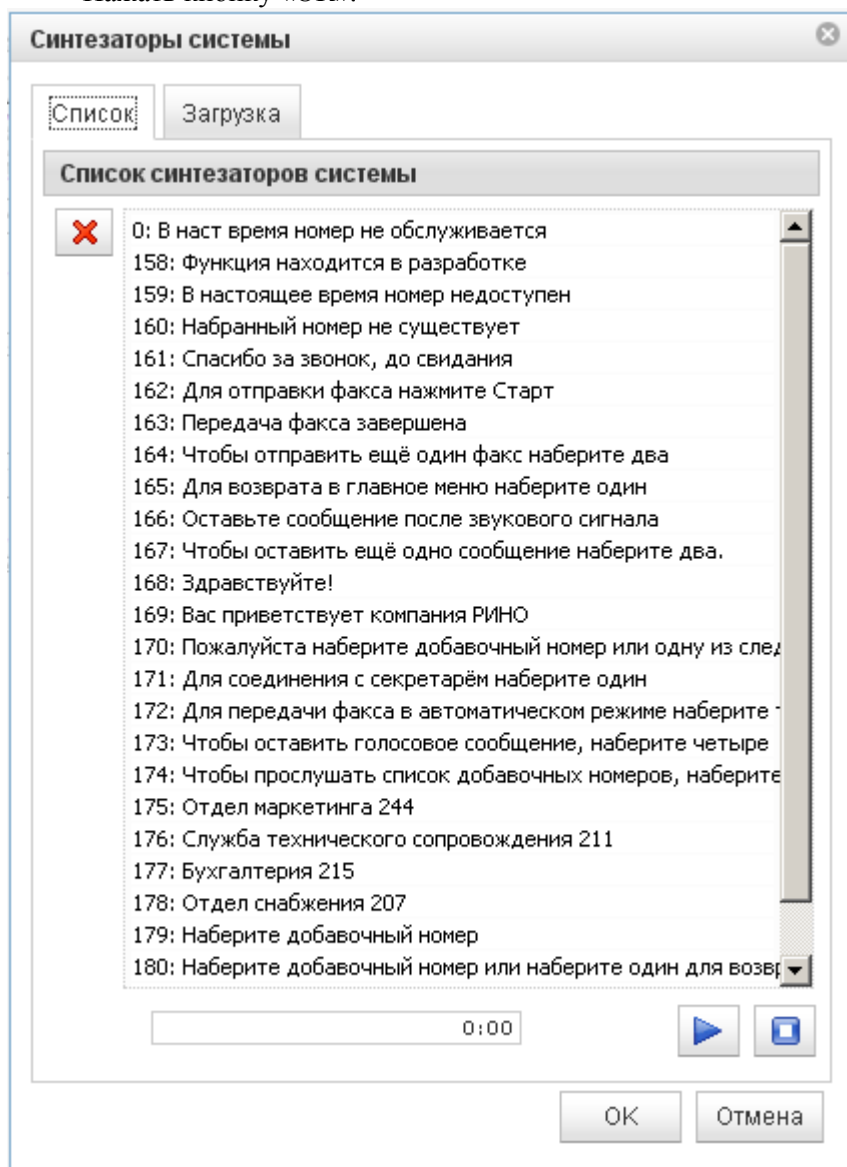 Синтезаторы системы
Список
Загрузка
Список синтезаторов системы
0: В наст время номер не обслуживается
158: Функция находится в разработке
159: В настоящее время номер недоступен
160: Набранный номер не существует
161: Спасибо за звонок, до свидания
162: Для отправки факса нажмите Старт
163: Передача факса завершена
164: Чтобы отправить ещё один факс наберите два
165: Для возврата в главное меню наберите один
166: Оставьте сообщение после звукового сигнала
167: Чтобы оставить ещё одно сообщение наберите два.
168: Здравствуйте!
169: Вас приветствует компания РИНО
170: Пожалуйста наберите добавочный номер или одну из след
171: Для соединения с секретарём наберите один
172: Для передачи факса в автоматическом режиме наберите
173: Чтобы оставить голосовое сообщение, наберите четыре
174: Чтобы прослушать список добавочных номеров, наберите
175: Отдел маркетинга 244
176: Служба технического сопровождения 211
177: Бухгалтерия 215
178: Отдел снабжения 207
179: Наберите добавочный номер
180: Наберите добавочный номер или наберите один для возвр
0:00
OK
Отмена